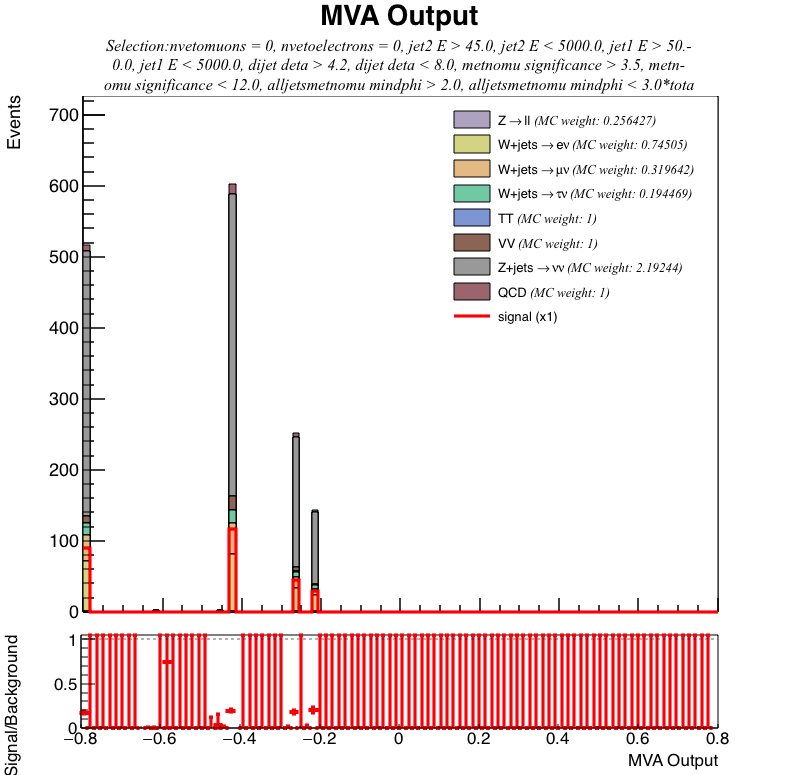 MVA Output
Selection:nvetomuons = 0, nvetoelectrons = 0, jet2 E > 45.0, jet2 E < 5000.0, jet1 E > 50.-
0.0, jet1 E < 5000.0, dijet deta > 4.2, dijet deta < 8.0, metnomu significance > 3.5, metn-
omu significance < 12.0, alljetsmetnomu mindphi > 2.0, alljetsmetnomu mindphi < 3.0*tota
Events
700
600
500
400
300
200
100
0
Z→ll (MC weight: 0.256427)
W+jets→eν (MC weight: 0.74505)
W+jets→μν (MC weight: 0.319642)
W+jets→τν (MC weight: 0.194469)
TT (MC weight: 1)
VV (MC weight: 1)
Z+jets→νν (MC weight: 2.19244)
QCD (MC weight: 1)
signal (x1)
Signal/Background
1
0.5
0
−0.8 −0.6 −0.4 −0.2 0 0.2 0.4 0.6 0.8
MVA Output